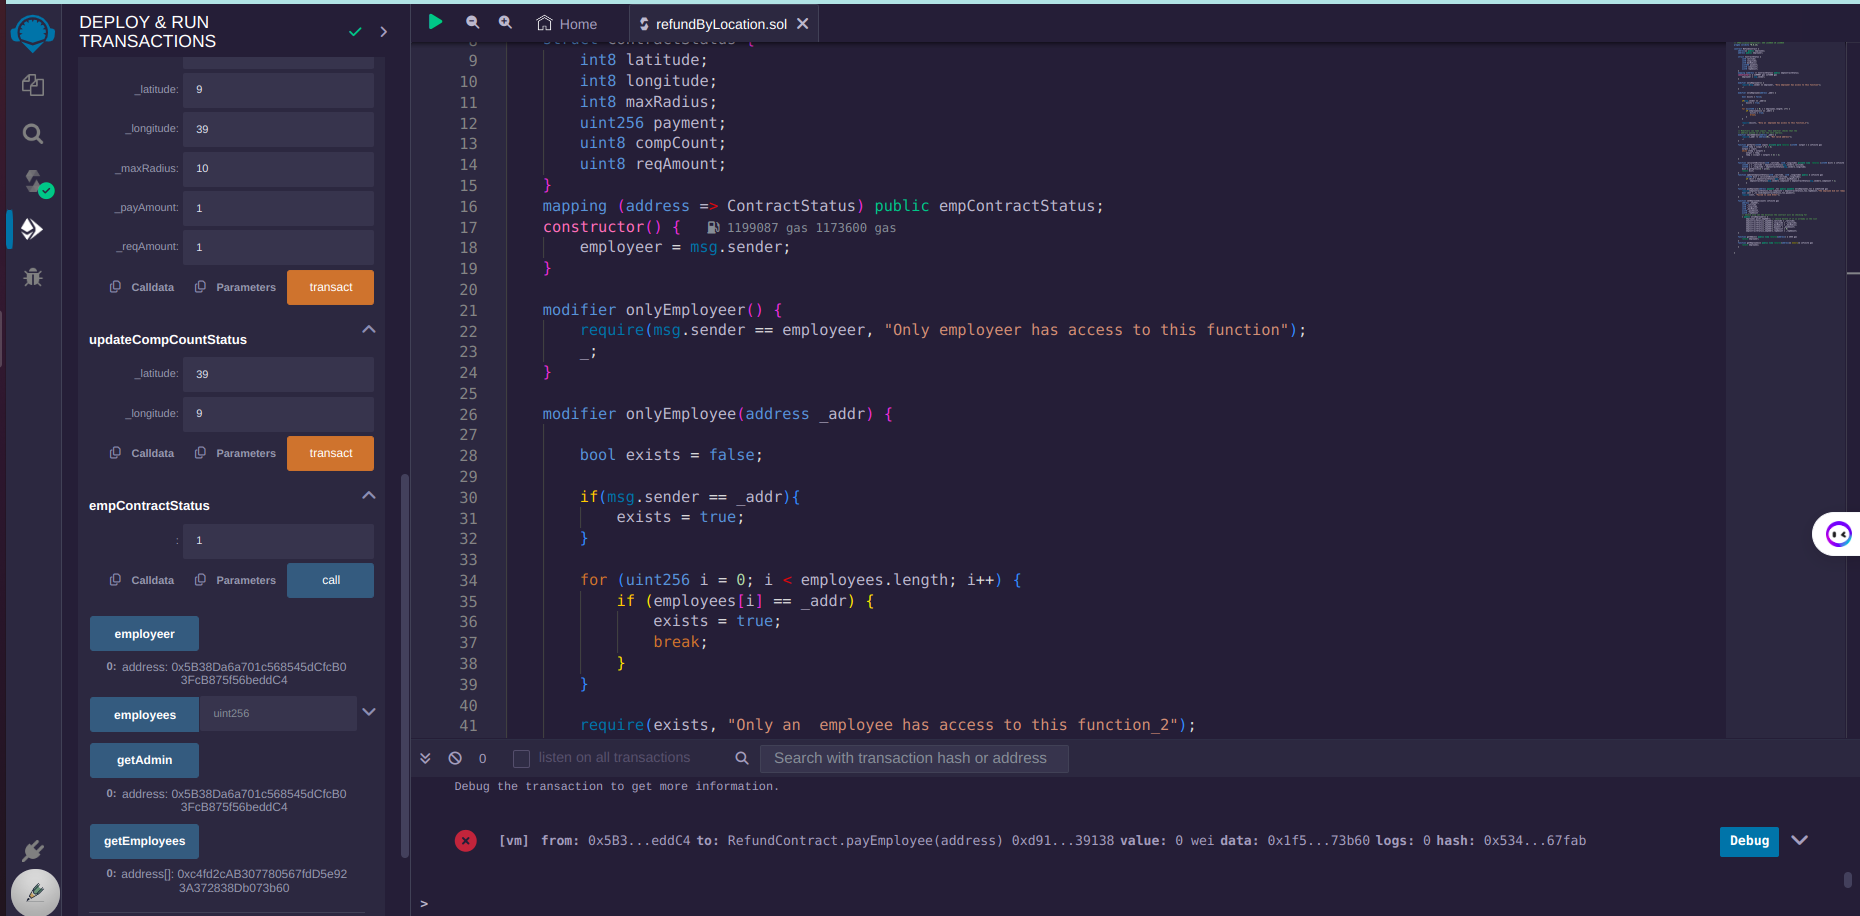 DEPLOY & RUN
TRANSACTIONS
_latitude: 9
_longitude: 39
_maxRadius: 10
_payAmount: 1
_reqAmount: 1
Calldata Parameters transact
updateCompCountStatus
_latitude: 39
_longitude: 9
Calldata Parameters transact
empContractStatus
: 1
Calldata Parameters call
employeer
0: address: 0x5B38Da6a701c568545dCfcB0
3FcB875f56beddC4
employees uint256
getAdmin
0: address: 0x5B38Da6a701c568545dCfcB0
3FcB875f56beddC4
getEmployees
0: address[]: 0xc4fd2cAB307780567fdD5e92
3A372838Db073b60
Home refundByLocation.sol
8 struct ContractStatus {
9 int8 latitude;
10 int8 longitude;
11 int8 maxRadius;
12 uint256 payment;
13 uint8 compCount;
14 uint8 reqAmount;
15 }
16 mapping (address => ContractStatus) public empContractStatus;
17 constructor() { 1199087 gas 1173600 gas
18 employeer = msg.sender;
19 }
20
21 modifier onlyEmployeer() {
22 require(msg.sender == employeer, "Only employeer has access to this function");
23 _;
24 }
25
26 modifier onlyEmployee(address _addr) {
27
28 bool exists = false;
29
30 if(msg.sender == _addr){
31 exists = true;
32 }
33
34 for (uint256 i = 0; i < employees.length; i++) {
35 if (employees[i] == _addr) {
36 exists = true;
37 break;
38 }
39 }
40
41 require(exists, "Only an  employee has access to this function_2");
0 listen on all transactions Search with transaction hash or address
Debug the transaction to get more information.
[vm] from: 0x5B3...eddC4 to: RefundContract.payEmployee(address) 0xd91...39138 value: 0 wei data: 0x1f5...73b60 logs: 0 hash: 0x534...67fab Debug
>